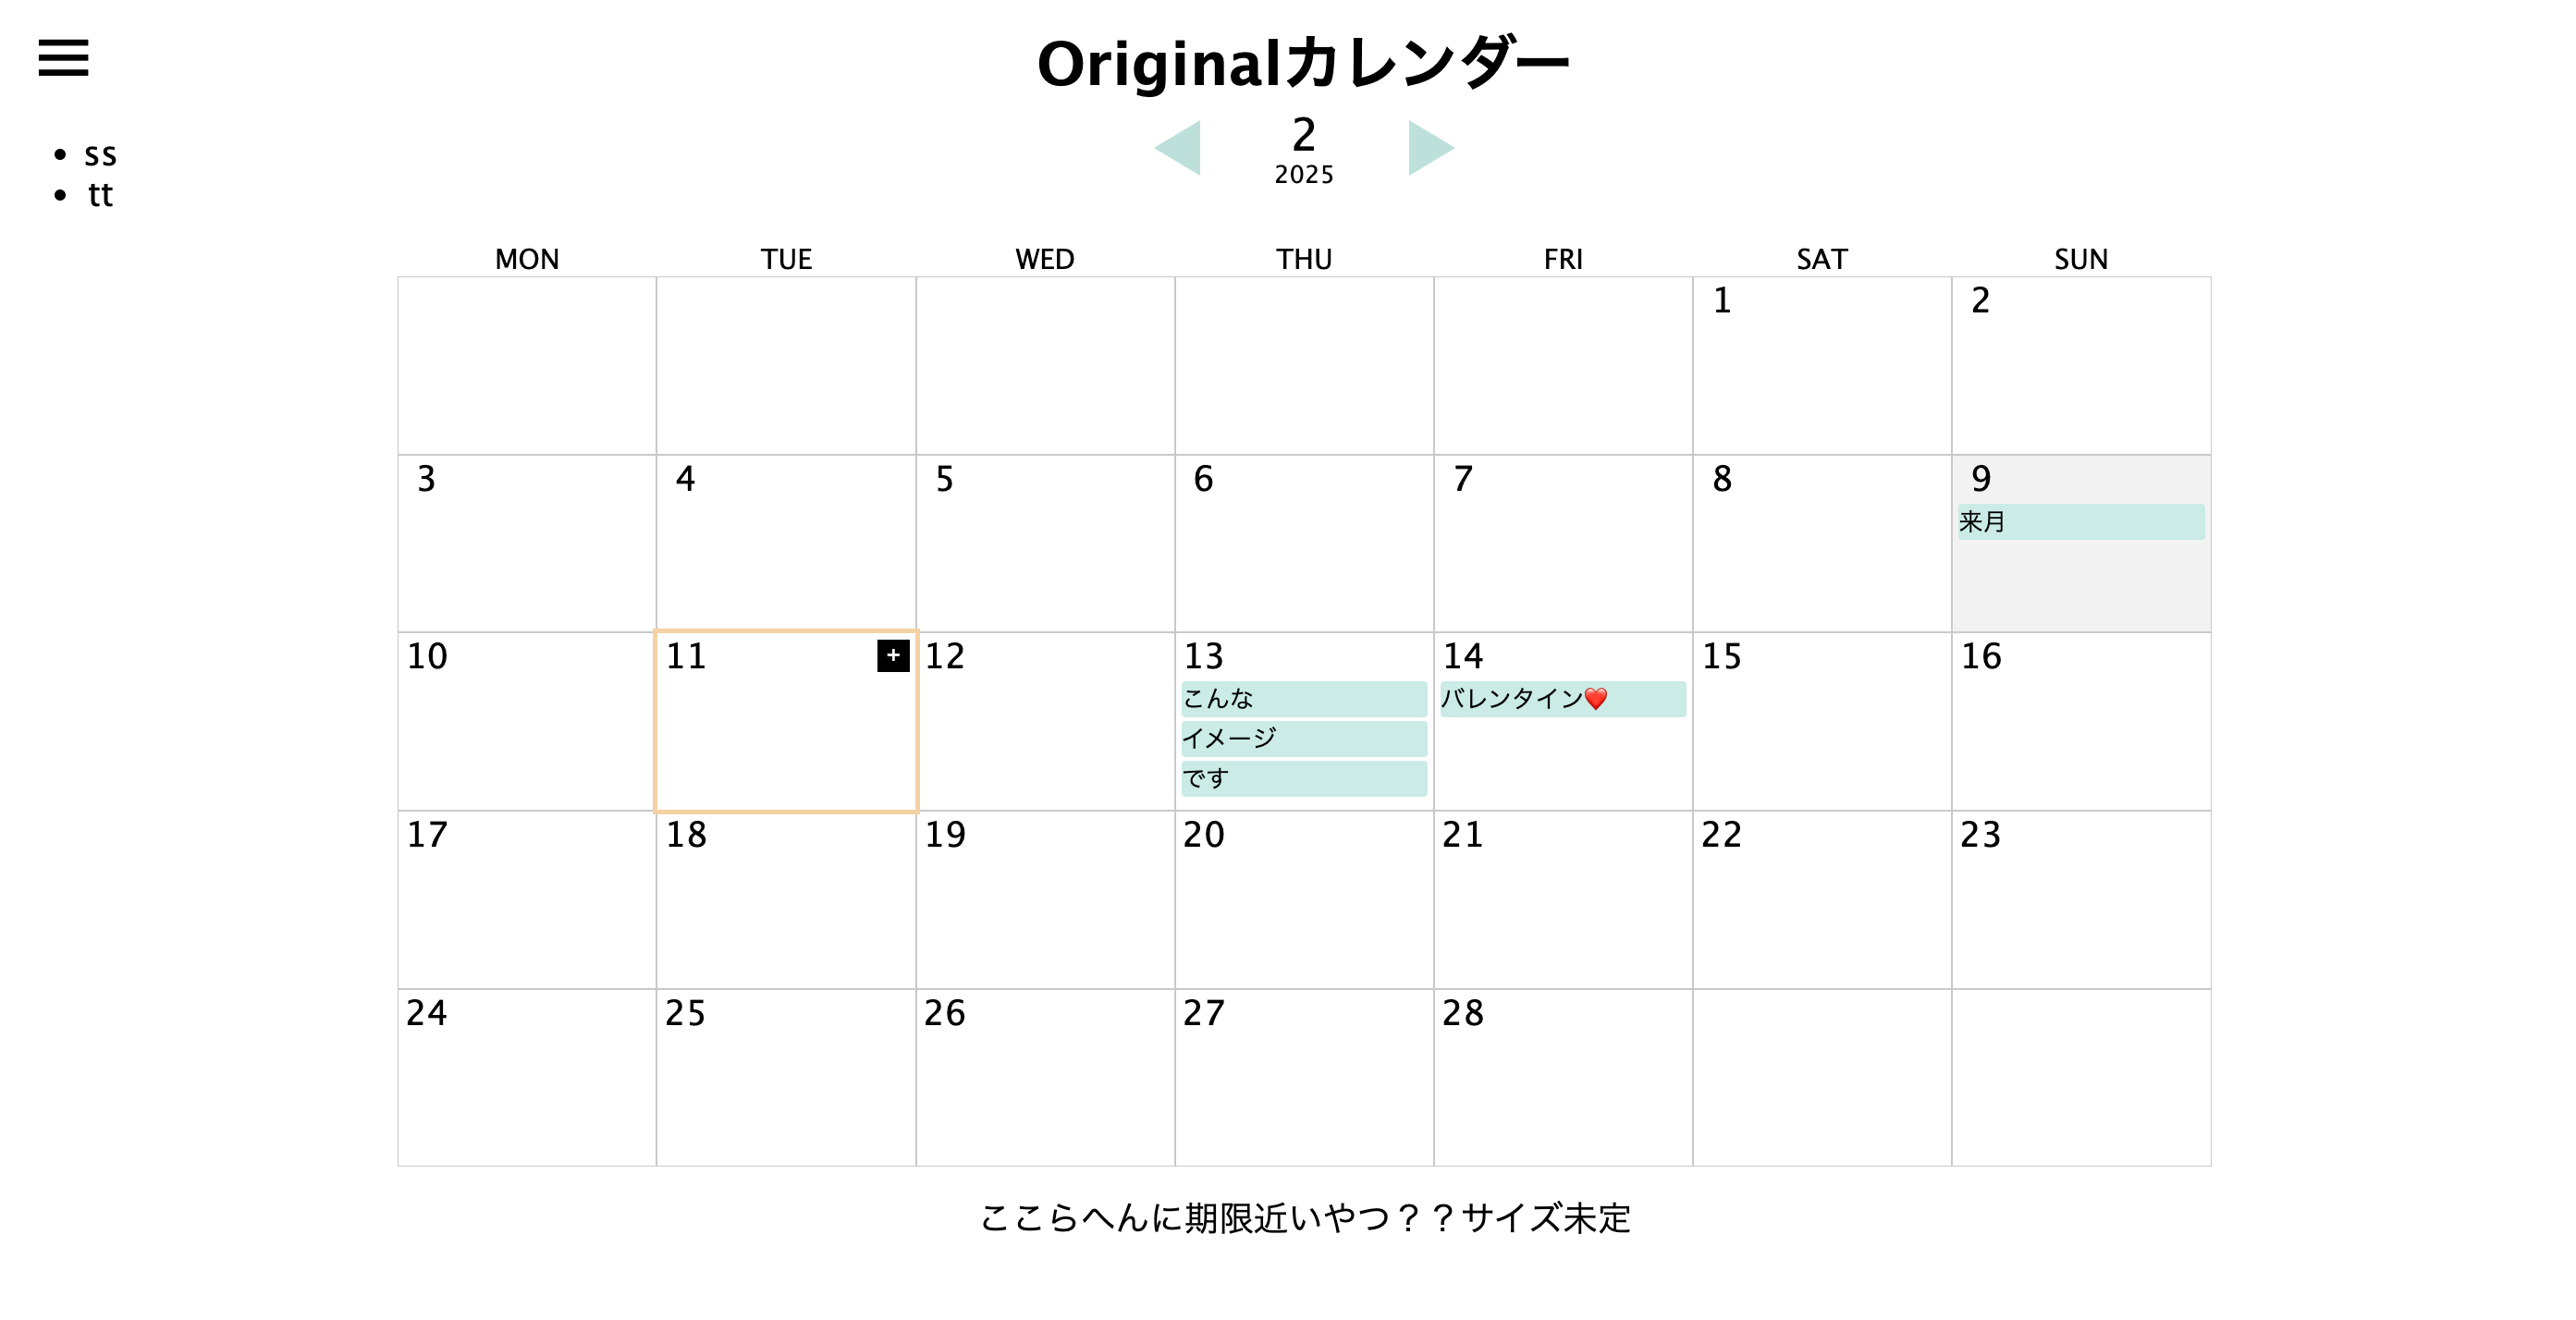 Originalカレンダー
2
2025
• ss
• tt
MON TUE WED THU FRI SAT SUN
1 2
3 4 5 6 7 8 9
来月
10 11 + 12 13 14 15 16
こんな バレンタイン❤️
イメージ
です
17 18 19 20 21 22 23
24 25 26 27 28
ここらへんに期限近いやつ？？サイズ未定